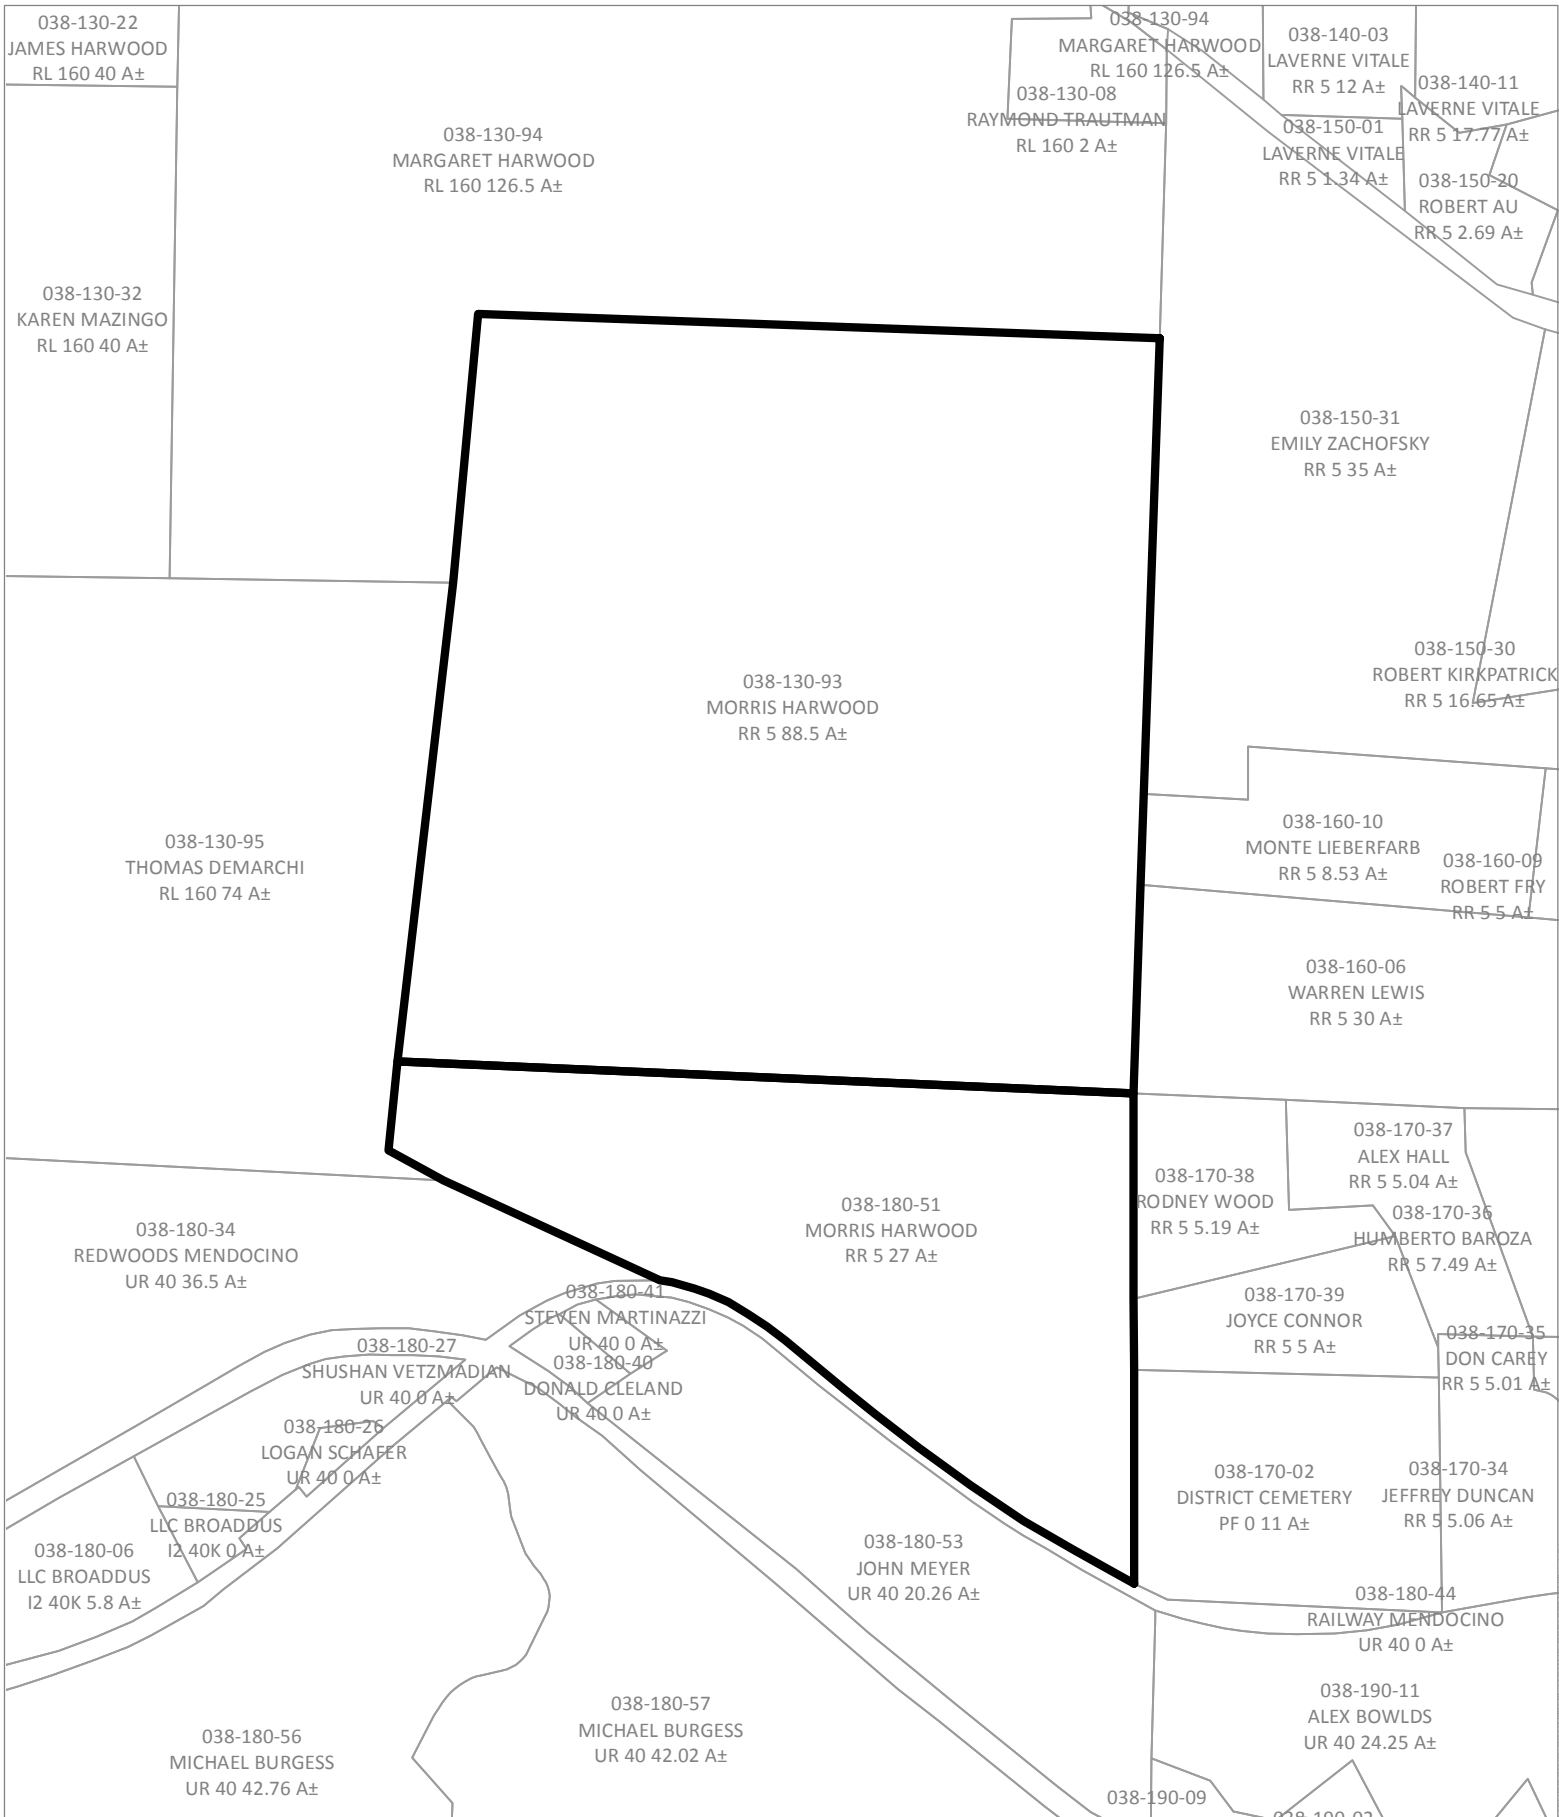 038-130-22
JAMES HARWOOD
RL 160 40 A±
038-130-94
MARGARET HARWOOD
RL 160 126.5 A±
038-130-94
MARGARET HARWOOD
RL 160 126.5 A±
038-130-08
RAYMOND TRAUTMAN
RL 160 2 A±
038-140-03
LAVERNE VITALE
RR 5 12 A±
038-140-11
LAVERNE VITALE
RR 5 17.77 A±
038-150-01
LAVERNE VITALE
RR 5 1.34 A±
038-150-20
ROBERT AU
RR 5 2.69 A±
038-130-32
KAREN MAZINGO
RL 160 40 A±
038-150-31
EMILY ZACHOFSKY
RR 5 35 A±
038-150-30
ROBERT KIRKPATRICK
RR 5 16.65 A±
038-130-93
MORRIS HARWOOD
RR 5 88.5 A±
038-130-95
THOMAS DEMARCHI
RL 160 74 A±
038-160-10
MONTE LIEBERFARB
RR 5 8.53 A±
038-160-09
ROBERT FRY
RR 5 5 A±
038-160-06
WARREN LEWIS
RR 5 30 A±
038-170-37
ALEX HALL
RR 5 5.04 A±
038-170-38
RODNEY WOOD
RR 5 5.19 A±
038-170-36
HUMBERTO BAROZA
RR 5 7.49 A±
038-180-51
MORRIS HARWOOD
RR 5 27 A±
038-180-34
REDWOODS MENDOCINO
UR 40 36.5 A±
038-170-39
JOYCE CONNOR
RR 5 5 A±
038-170-35
DON CAREY
RR 5 5.01 A±
038-180-41
STEVEN MARTINAZZI
UR 40 0 A±
038-180-27
SHUSHAN VETZMADIAN
UR 40 0 A±
038-180-40
DONALD CLELAND
UR 40 0 A±
038-180-26
LOGAN SCHAFER
UR 40 0 A±
038-170-02
DISTRICT CEMETERY
PF 0 11 A±
038-170-34
JEFFREY DUNCAN
RR 5 5.06 A±
038-180-25
LLC BROADDUS
I2 40K 0 A±
038-180-06
LLC BROADDUS
I2 40K 5.8 A±
038-180-53
JOHN MEYER
UR 40 20.26 A±
038-180-44
RAILWAY MENDOCINO
UR 40 0 A±
038-180-57
MICHAEL BURGESS
UR 40 42.02 A±
038-190-11
ALEX BOWLDS
UR 40 24.25 A±
038-180-56
MICHAEL BURGESS
UR 40 42.76 A±
038-190-09